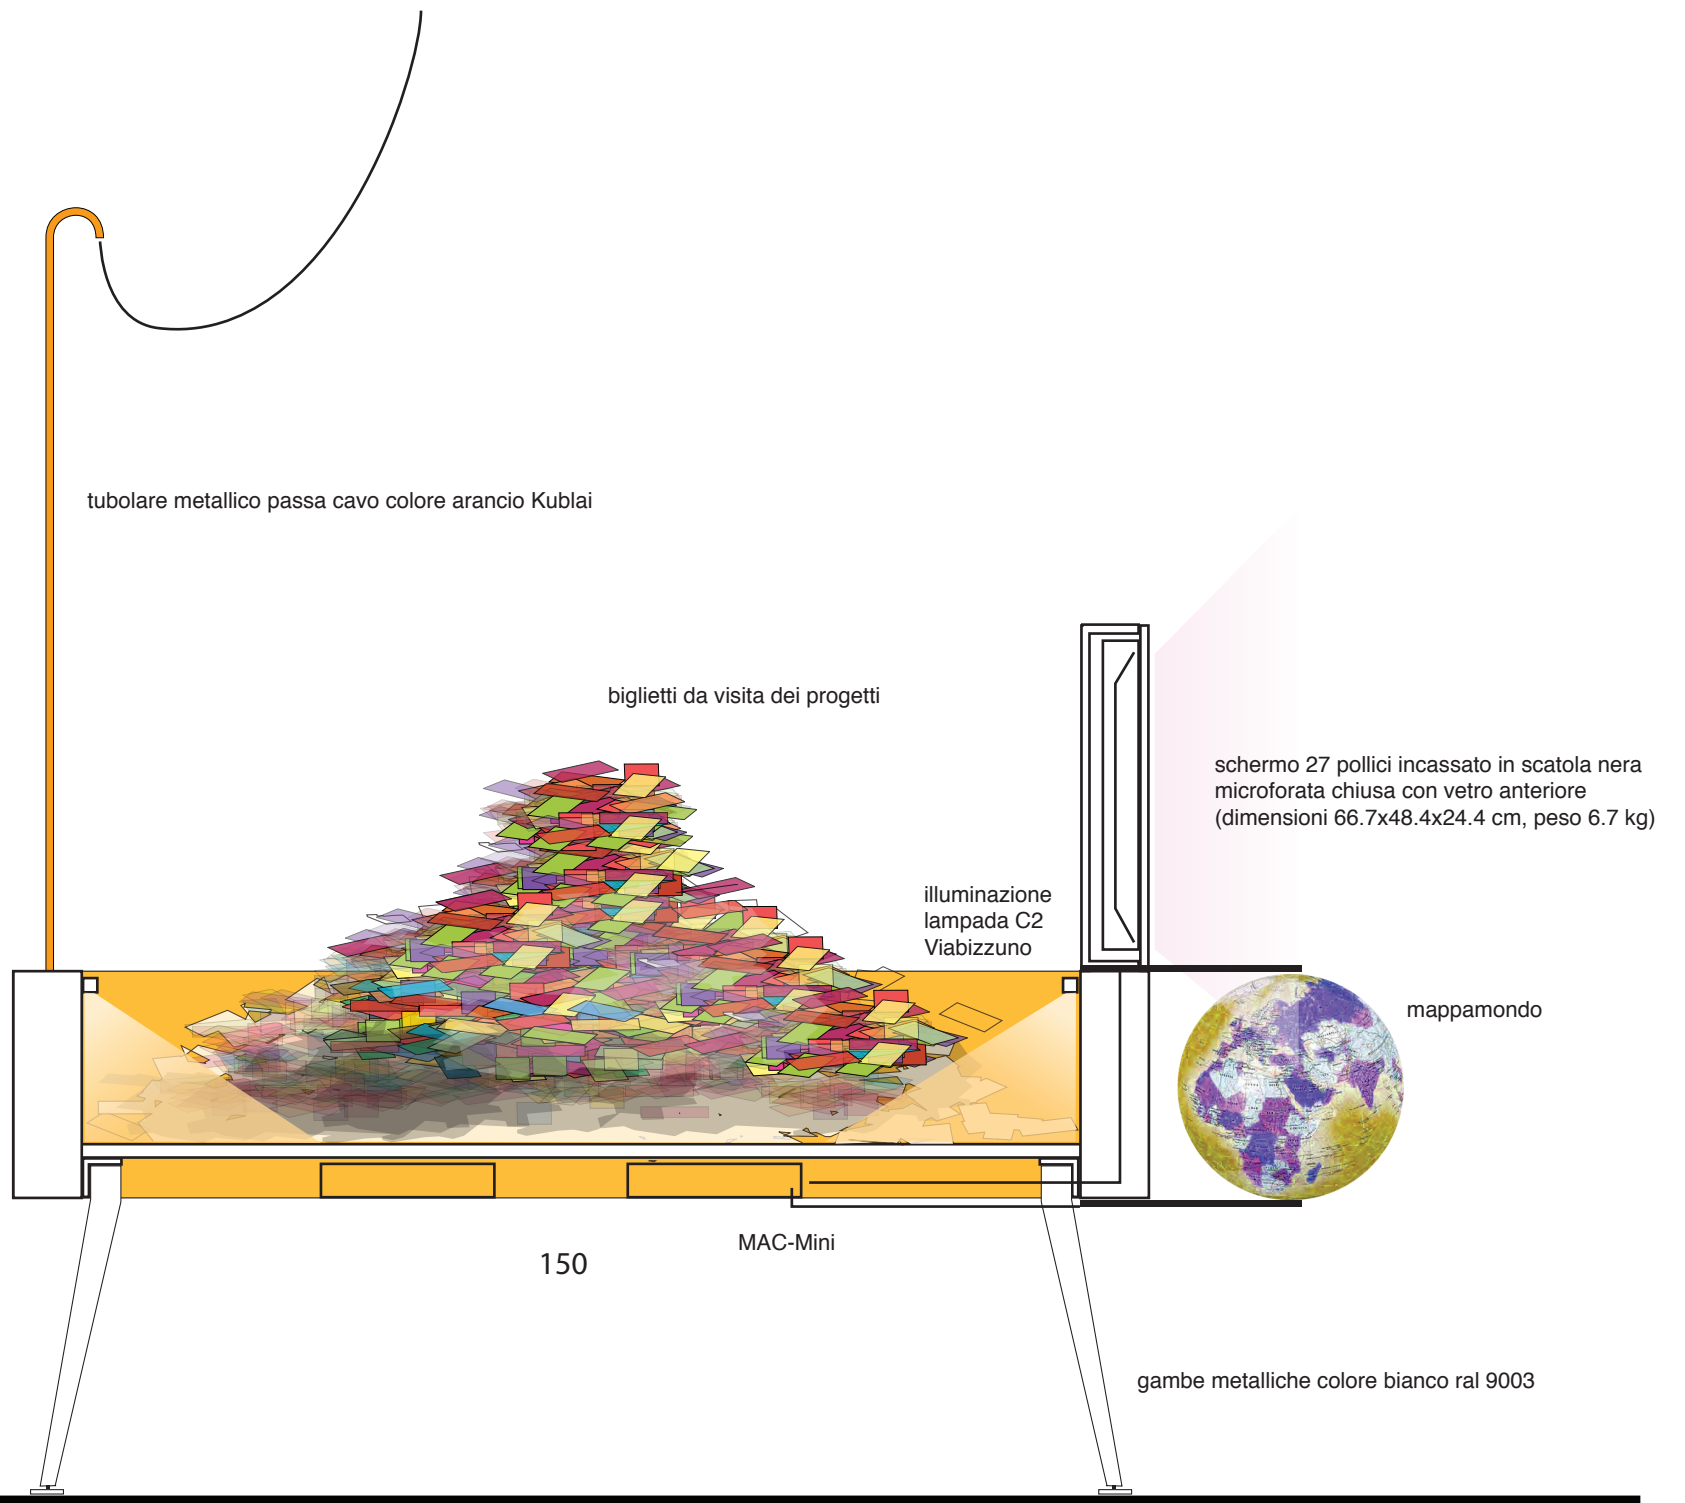 tubolare metallico passa cavo colore arancio Kublai
biglietti da visita dei progetti
schermo 27 pollici incassato in scatola nera
microforata chiusa con vetro anteriore
(dimensioni 66.7x48.4x24.4 cm, peso 6.7 kg)
illuminazione
lampada C2
Viabizzuno
mappamondo
MAC-Mini
150
gambe metalliche colore bianco ral 9003